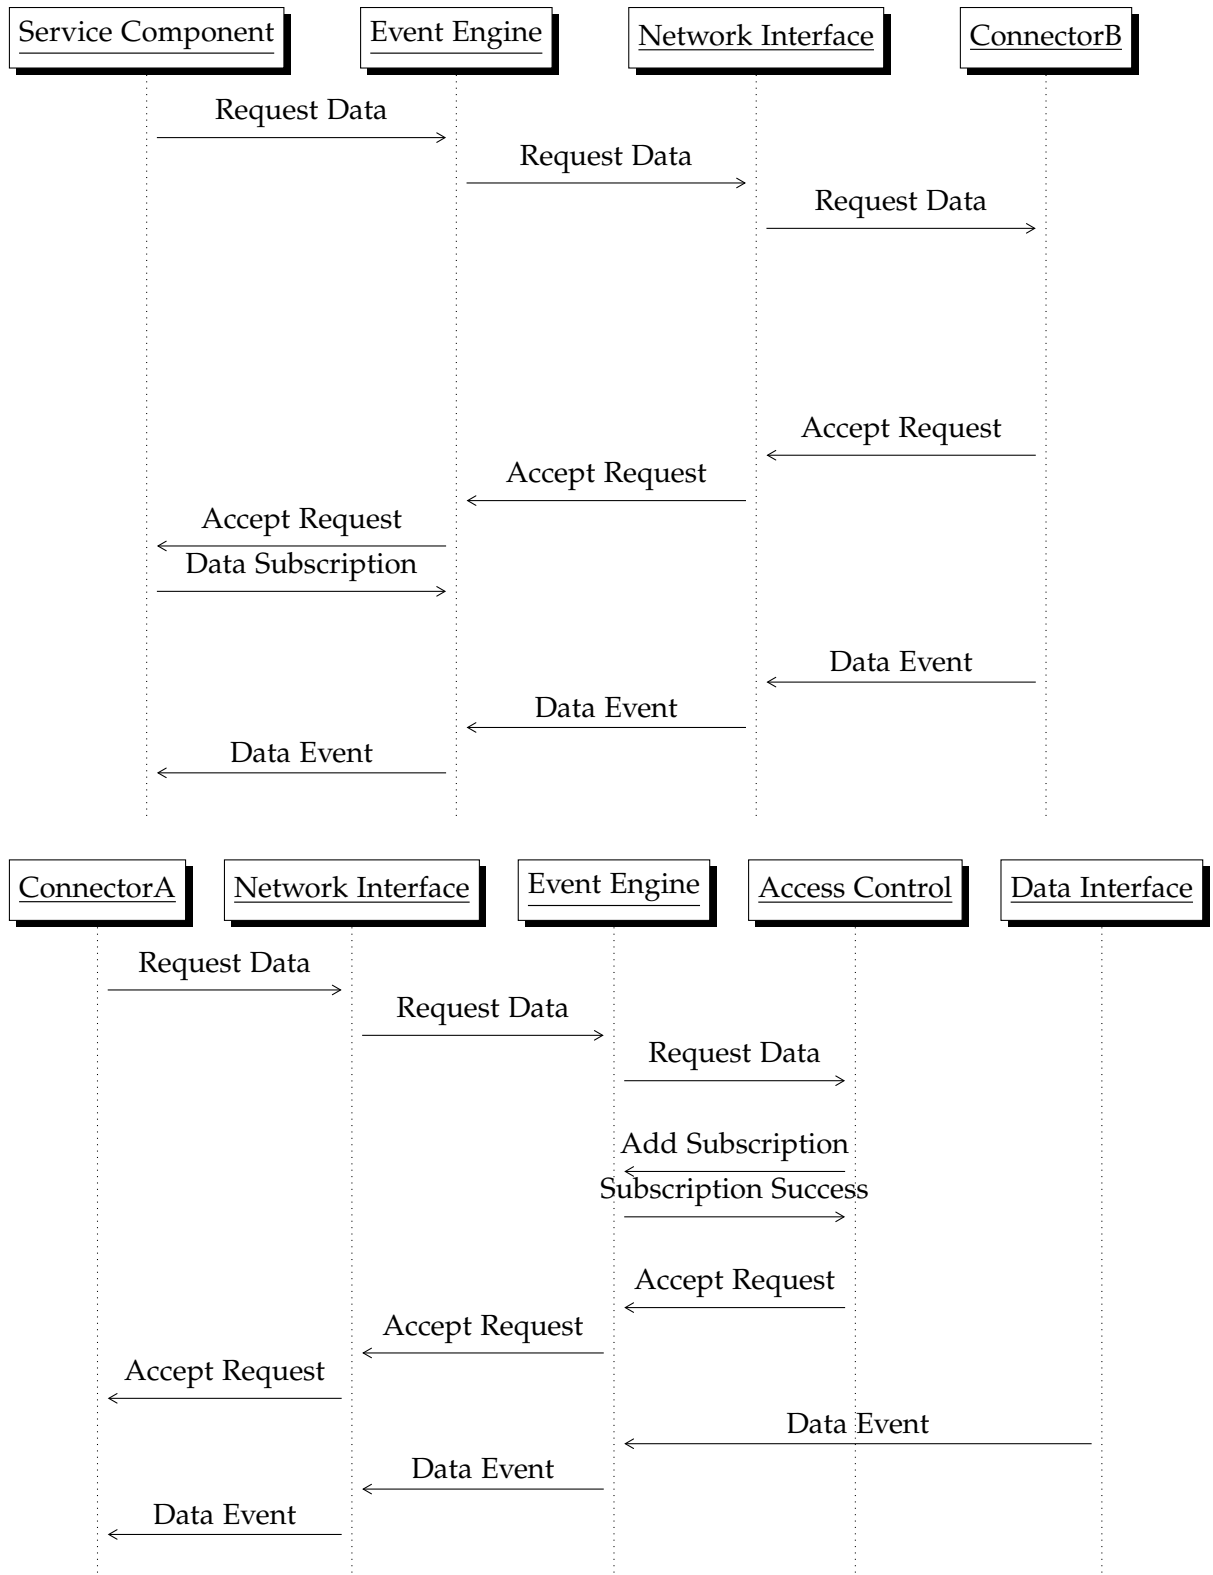 Service Component
Event Engine
Network Interface
ConnectorB
Request Data
Request Data
Request Data
Accept Request
Accept Request
Accept Request
Data Subscription
Data Event
Data Event
Data Event
ConnectorA
Network Interface
Event Engine
Access Control
Data Interface
Request Data
Request Data
Request Data
Add Subscription
Subscription Success
Accept Request
Accept Request
Accept Request
Data Event
Data Event
Data Event